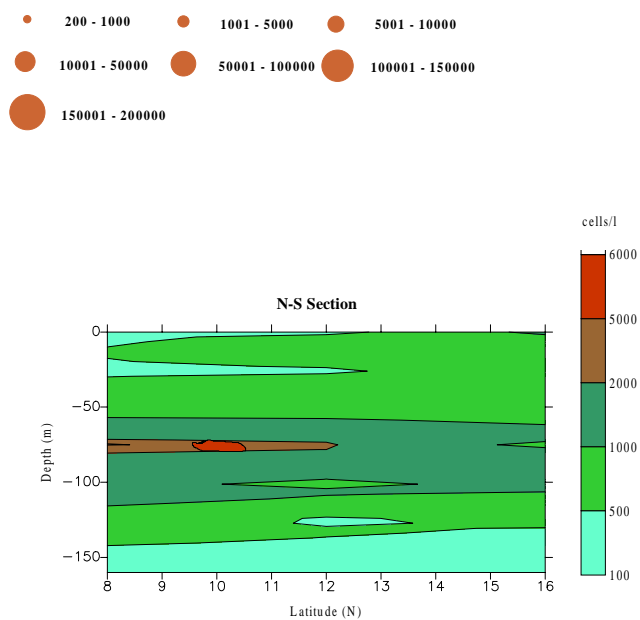 200 - 1000
1001 - 5000
5001 - 10000
10001 - 50000
50001 - 100000
100001 - 150000
150001 - 200000
cells/l
6000
5000
2000
1000
500
100
N-S Section
Depth (m)
0
−50
−100
−150
8 9 10 11 12 13 14 15 16
Latitude (N)